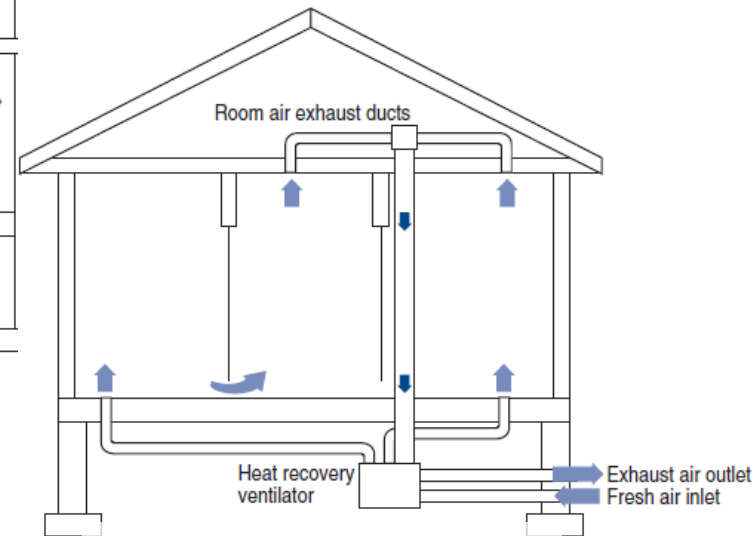 Room air exhaust ducts
Heat recovery
ventilator
Exhaust air outlet
Fresh air inlet